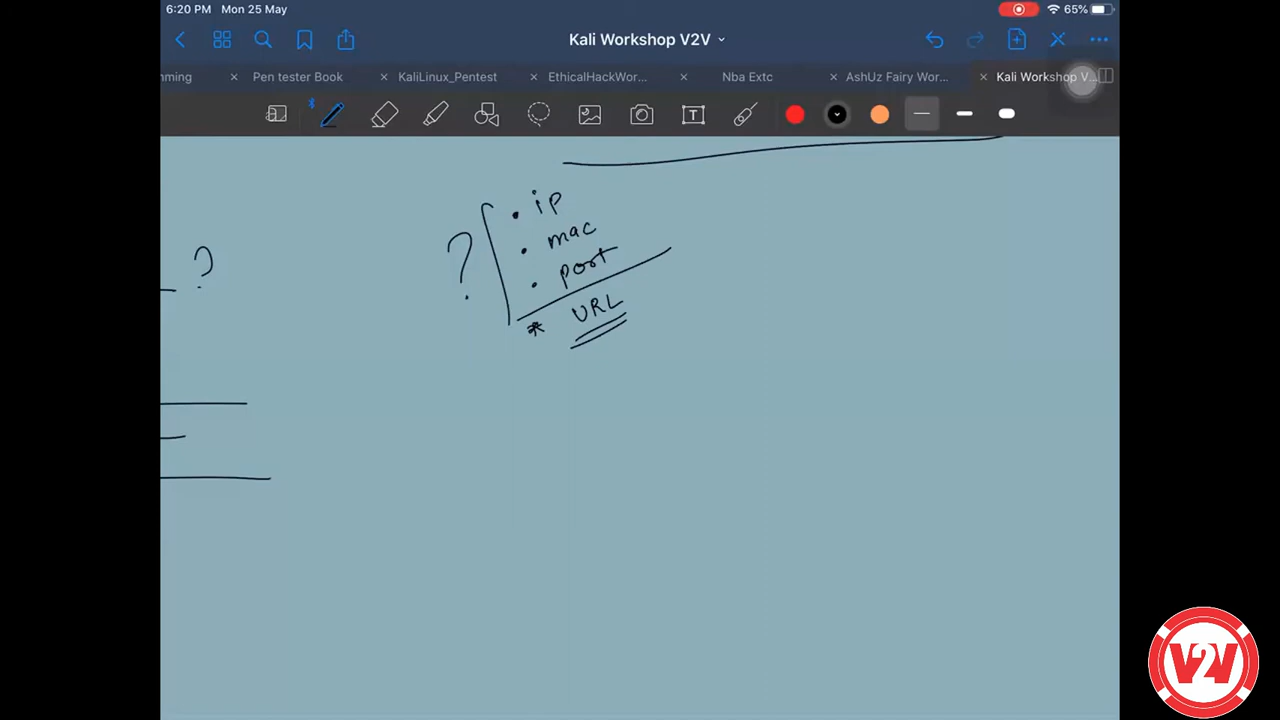 6:20 PM Mon 25 May
65%
Kali Workshop V2V
mming
Pen tester Book
KaliLinux_Pentest
EthicalHackWor...
Nba Extc
AshUz Fairy Wor...
Kali Workshop V...
T
? • ip
• mac
• port
* URL
?
V2V